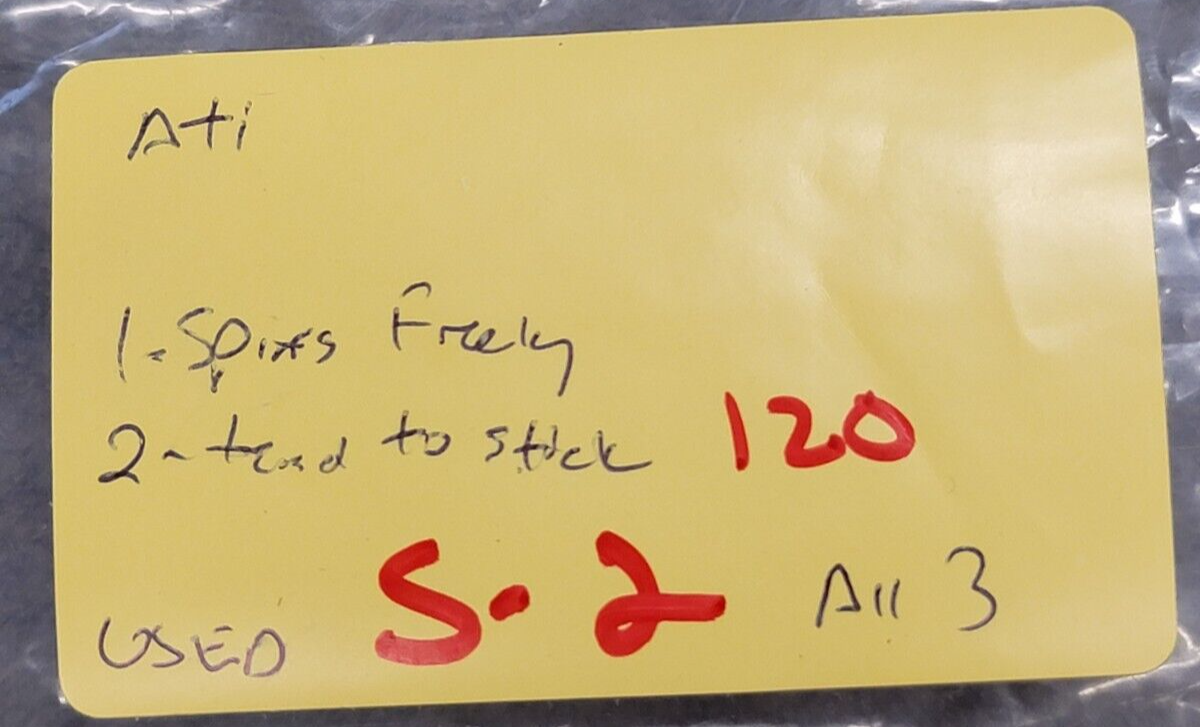 Ati
1. Spins Freely
2- tend to stick 120
USED S-2 All 3